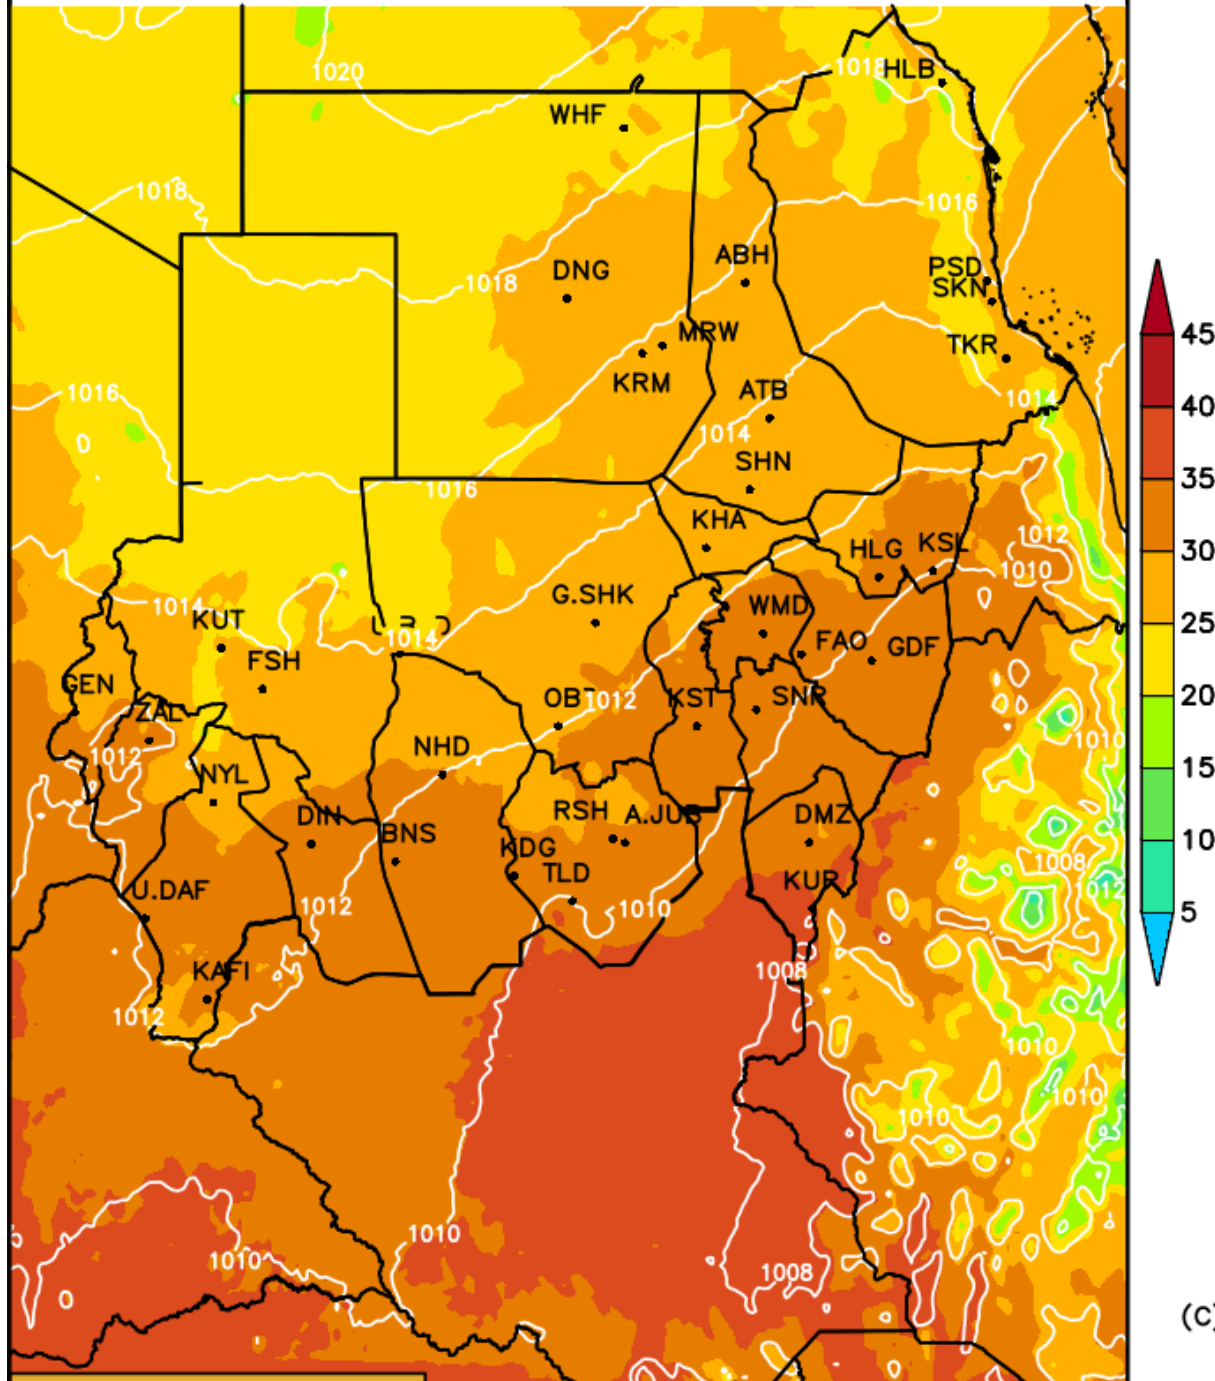 1020
1018
HLB
WHF
1018
1016
ABH
PSD
DNG
SKN
1018
MRW
TKR
KRM
45
1016
ATB
1014
40
1014
SHN
1016
35
KHA
1012
HLG
KSL
30
1010
G.SHK
1014
WMD
KUT
25
1014
FAO
GDF
FSH
GEN
20
OB
1012
KST
SNR
ZAL
1010
NHD
1012
NYL
15
RSH
A.JUB
DMZ
DIN
BNS
10
KDG
1008
TLD
KUR
1012
U.DAF
1012
1010
5
KAFI
1008
1012
1010
1010
1010
1010
1010
1008
(C)